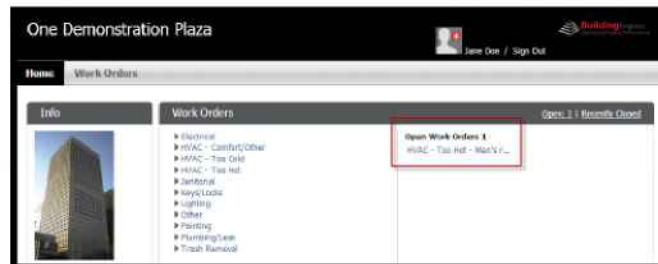 One Demonstration Plaza
Building
Jane Doe / Sign Out
Home Work Orders
Info
Work Orders
Open: 1 | Recently Closed
Electrical
HVAC - Comfort/Other
HVAC - Too Cold
HVAC - Too Hot
Janitorial
Keys/Locks
Lighting
Other
Painting
Plumbing/Leak
Trash Removal
Open Work Orders 1
HVAC - Too Hot - Men's r...